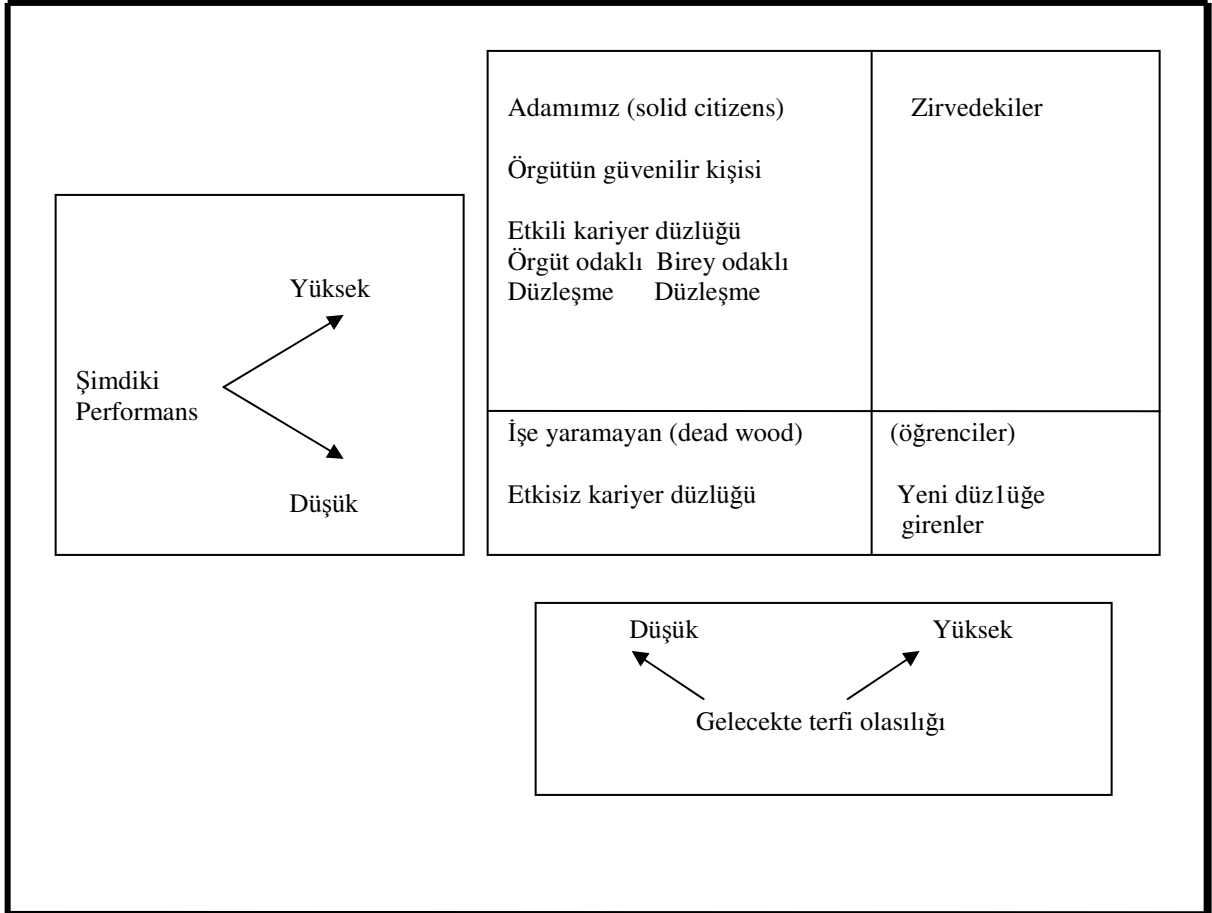 Adamımız (solid citizens)
Örgütün güvenilir kişisi
Etkili kariyer düzlüğü
Örgüt odaklı Birey odaklı
Düzleşme Düzleşme
Zirvedekiler
Yüksek
Şimdiki
Performans
Düşük
İşe yaramayan (dead wood)
Etkisiz kariyer düzlüğü
(öğrenciler)
Yeni düz1üğe
girenler
Düşük Yüksek
Gelecekte terfi olasılığı